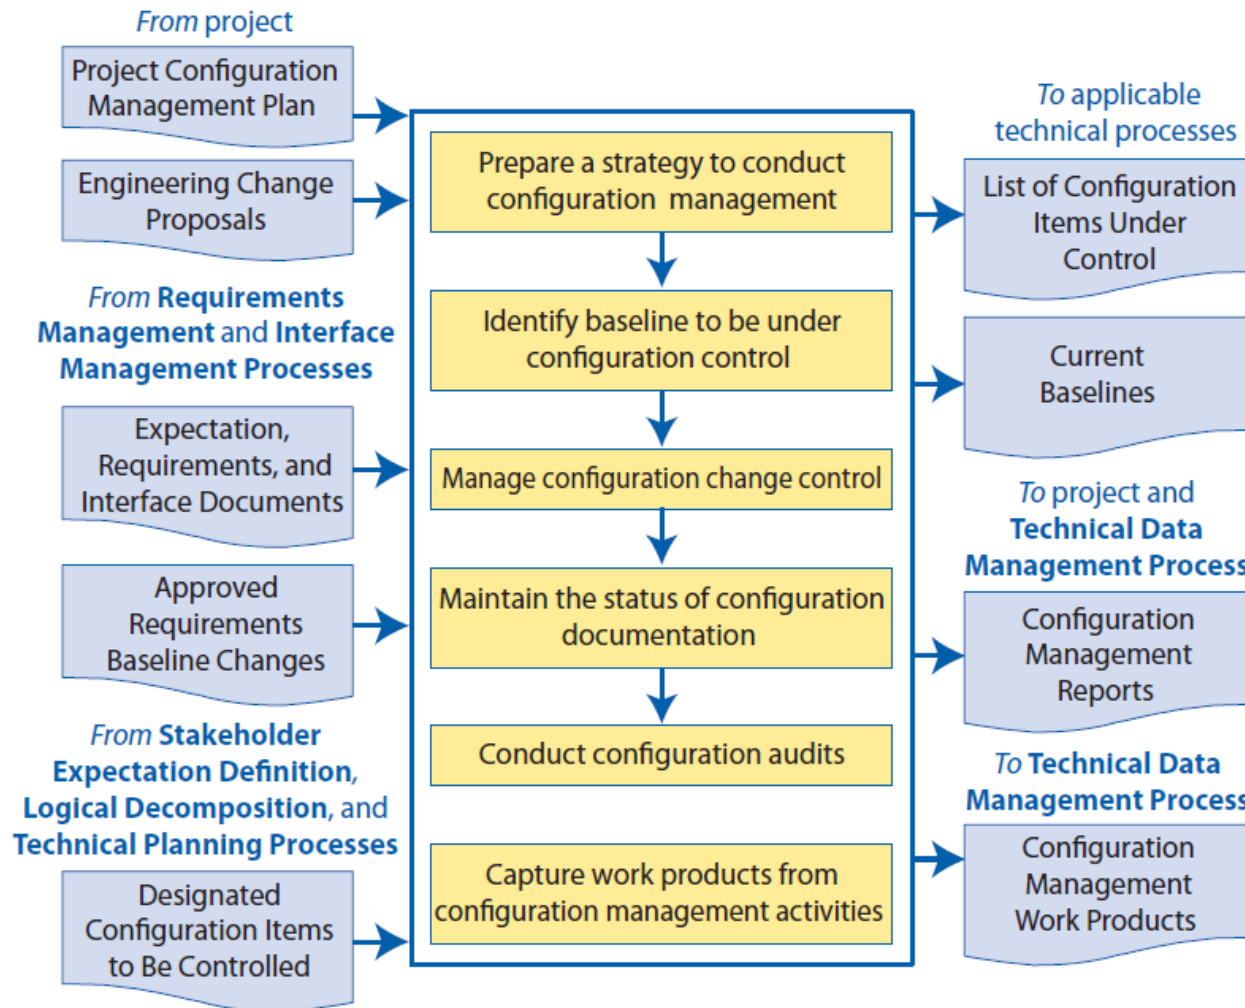 From project
Project Configuration
Management Plan
Engineering Change
Proposals
From Requirements
Management and Interface
Management Processes
Expectation,
Requirements, and
Interface Documents
Approved
Requirements
Baseline Changes
From Stakeholder
Expectation Definition,
Logical Decomposition, and
Technical Planning Processes
Designated
Configuration Items
to Be Controlled
Prepare a strategy to conduct
configuration management
Identify baseline to be under
configuration control
Manage configuration change control
Maintain the status of configuration
documentation
Conduct configuration audits
Capture work products from
configuration management activities
To applicable
technical processes
List of Configuration
Items Under
Control
Current
Baselines
To project and
Technical Data
Management Process
Configuration
Management
Reports
To Technical Data
Management Process
Configuration
Management
Work Products